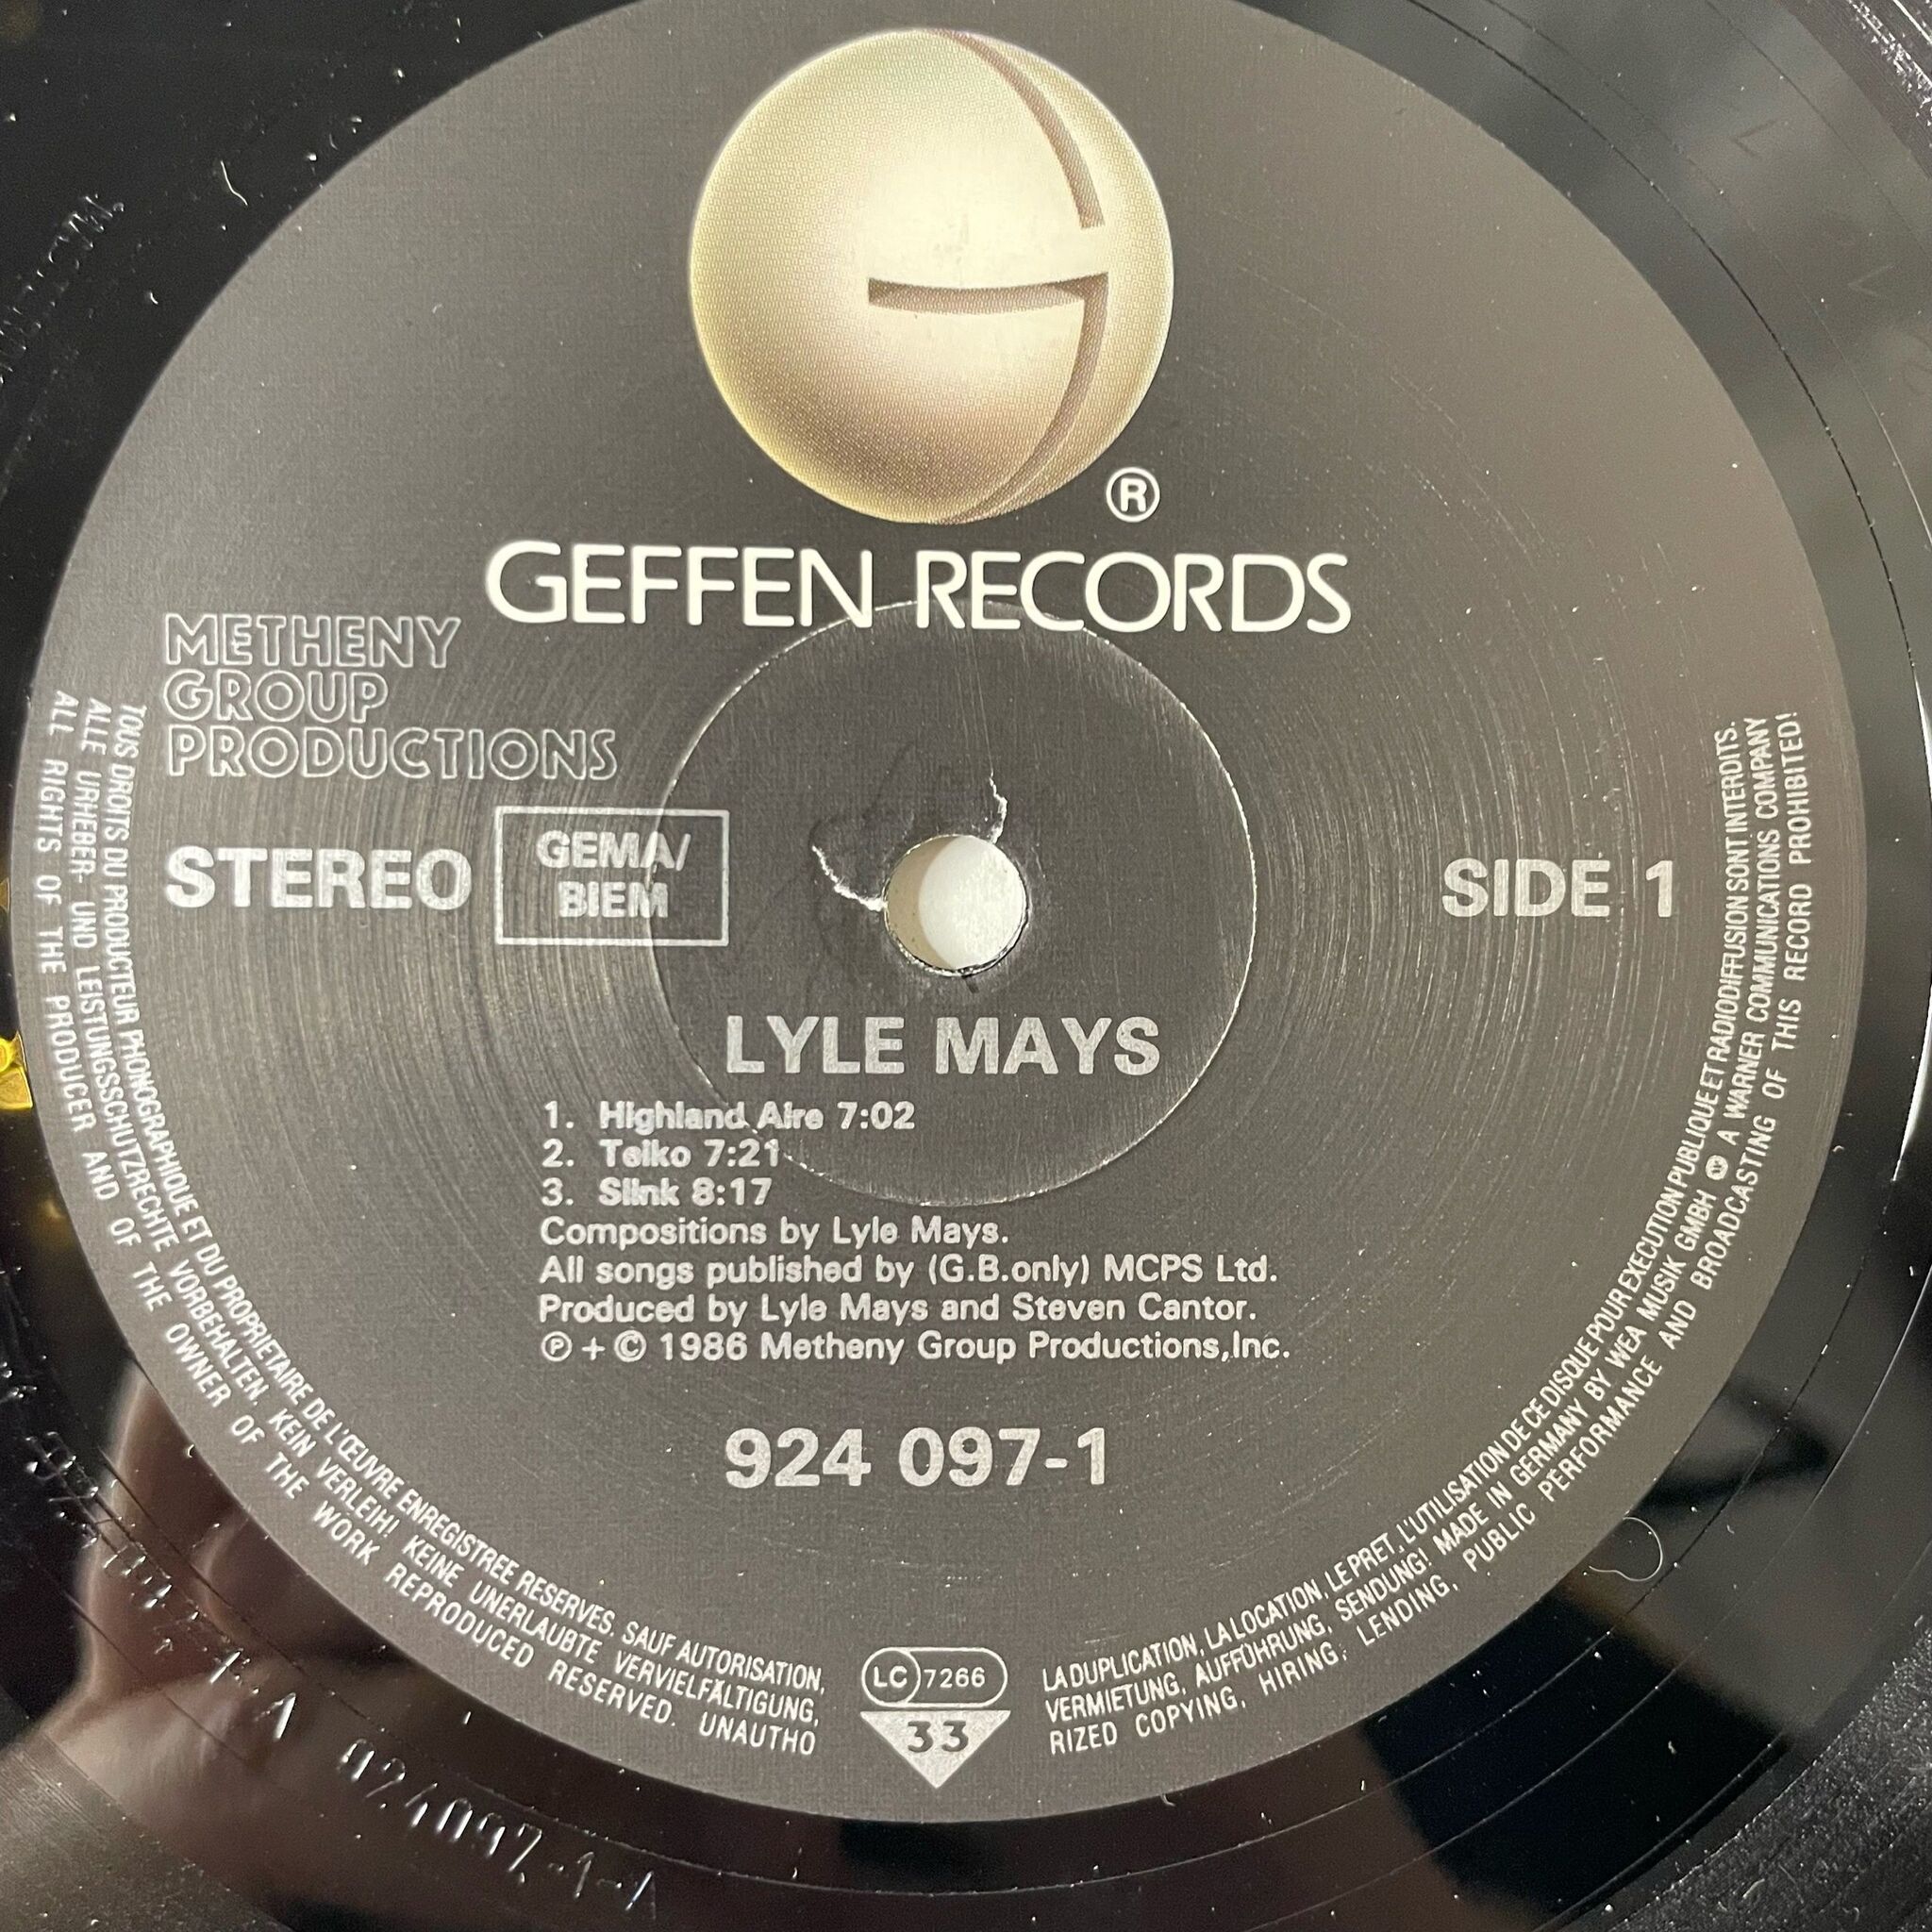 ®
GEFFEN RECORDS
METHENY
GROUP
PRODUCTIONS
STEREO
GEMA/
BIEM
SIDE 1
LYLE MAYS
1. Highland Aire 7:02
2. Teiko 7:21
3. Slink 8:17
Compositions by Lyle Mays.
All songs published by (G.B.only) MCPS Ltd.
Produced by Lyle Mays and Steven Cantor.
℗ + © 1986 Metheny Group Productions,Inc.
924 097-1
LC 7266
33
TOUS DROITS DU PRODUCTEUR PHONOGRAPHIQUE ET DU PROPRIETAIRE DE L'ŒUVRE ENREGISTREE RESERVES. SAUF AUTORISATION, LA DUPLICATION, LA LOCATION, LE PRET, L'UTILISATION DE CE DISQUE POUR EXECUTION PUBLIQUE ET RADIODIFFUSION SONT INTERDITS.
ALLE URHEBER- UND LEISTUNGSSCHUTZRECHTE VORBEHALTEN. KEIN VERLEIH! KEINE UNERLAUBTE VERVIELFÄLTIGUNG, VERMIETUNG, AUFFÜHRUNG, SENDUNG! MADE IN GERMANY BY WEA MUSIK GMBH A WARNER COMMUNICATIONS COMPANY
ALL RIGHTS OF THE PRODUCER AND OF THE OWNER OF THE WORK REPRODUCED RESERVED. UNAUTHORIZED COPYING, HIRING, LENDING, PUBLIC PERFORMANCE AND BROADCASTING OF THIS RECORD PROHIBITED!
924097-1-A